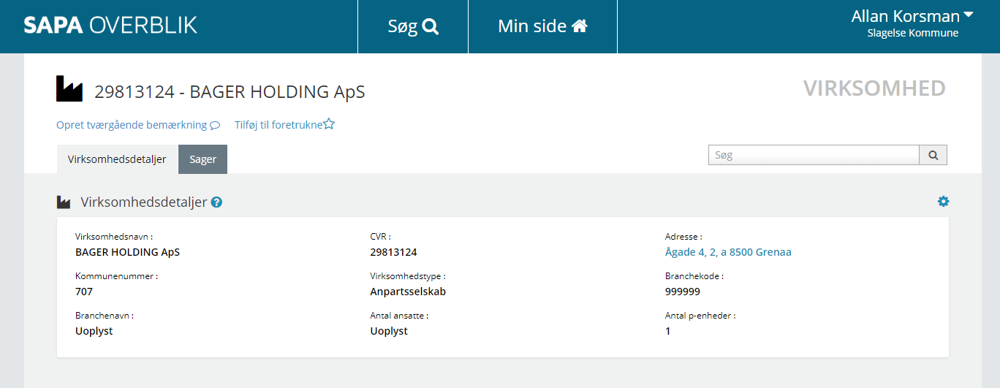 SAPA OVERBLIK
Søg
Min side
Allan Korsman
Slagelse Kommune
29813124 - BAGER HOLDING ApS
VIRKSOMHED
Opret tværgående bemærkning
Tilføj til foretrukne
Virksomhedsdetaljer
Sager
Søg
Virksomhedsdetaljer ?
Virksomhedsnavn :
BAGER HOLDING ApS
CVR :
29813124
Adresse :
Ågade 4, 2, a 8500 Grenaa
Kommunenummer :
707
Virksomhedstype :
Anpartsselskab
Branchekode :
999999
Branchenavn :
Uoplyst
Antal ansatte :
Uoplyst
Antal p-enheder :
1